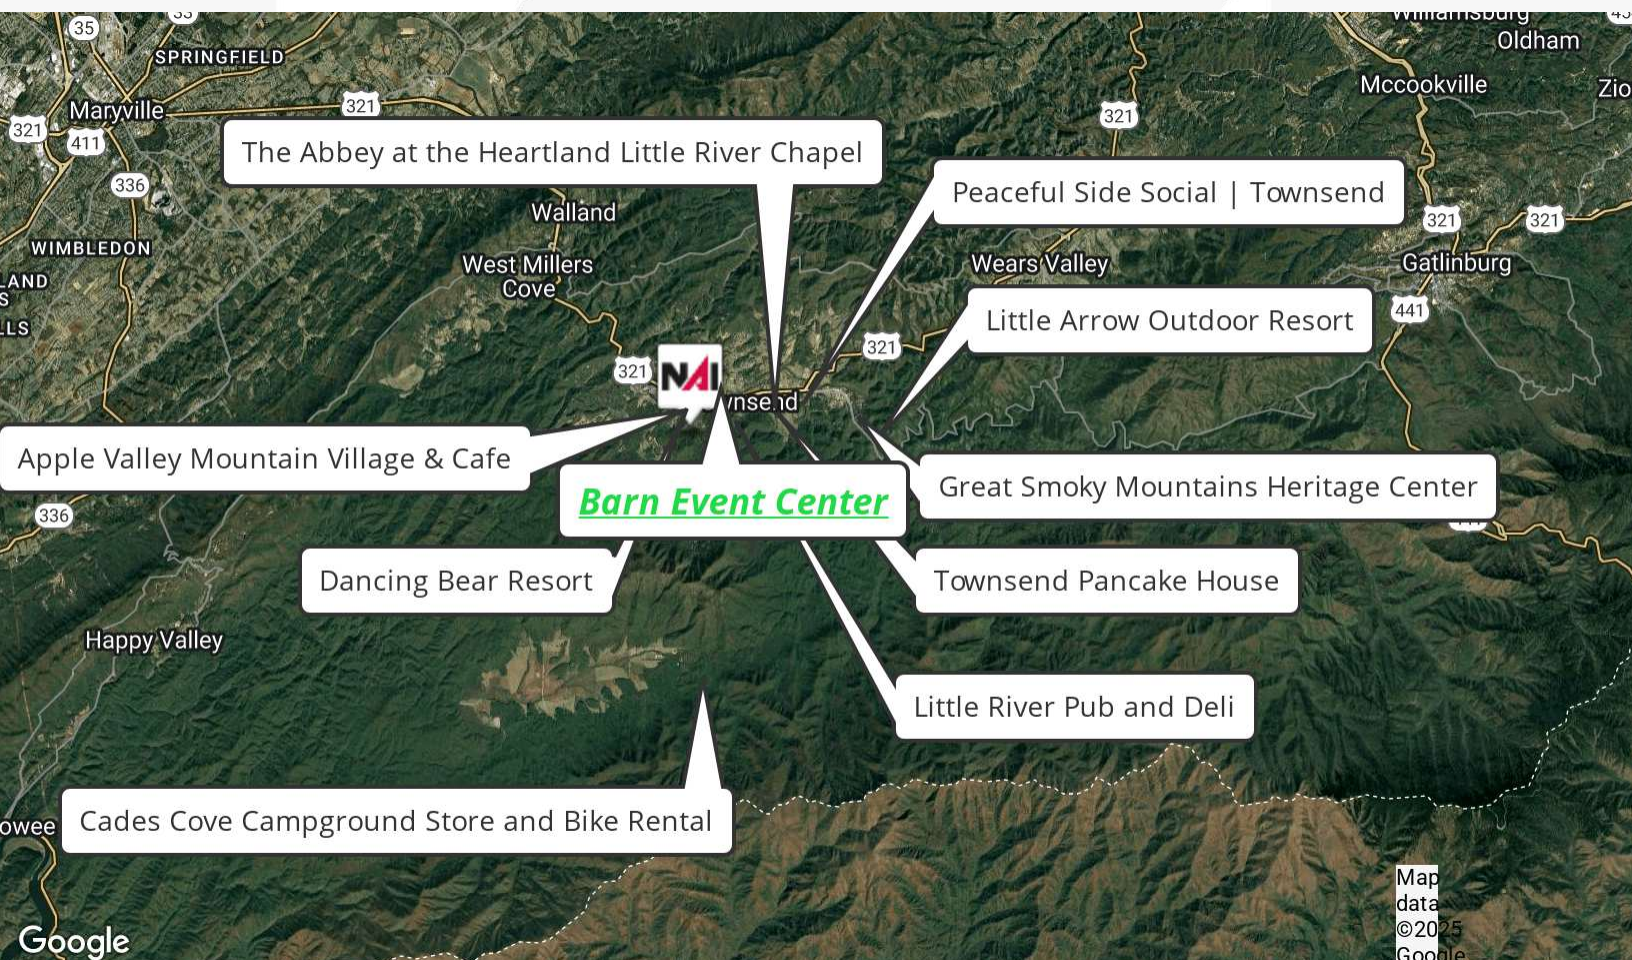 Williamsburg
35
Oldham
SPRINGFIELD
Mccookville
Maryville
321
321
321
411
The Abbey at the Heartland Little River Chapel
336
Peaceful Side Social | Townsend
Walland
321
321
WIMBLEDON
West Millers
Cove
Wears Valley
Gatlinburg
441
Little Arrow Outdoor Resort
321
321
NAI
Apple Valley Mountain Village & Cafe
Great Smoky Mountains Heritage Center
Barn Event Center
336
Dancing Bear Resort
Townsend Pancake House
Happy Valley
Little River Pub and Deli
Cades Cove Campground Store and Bike Rental
Map
data
©2025
Google
Google